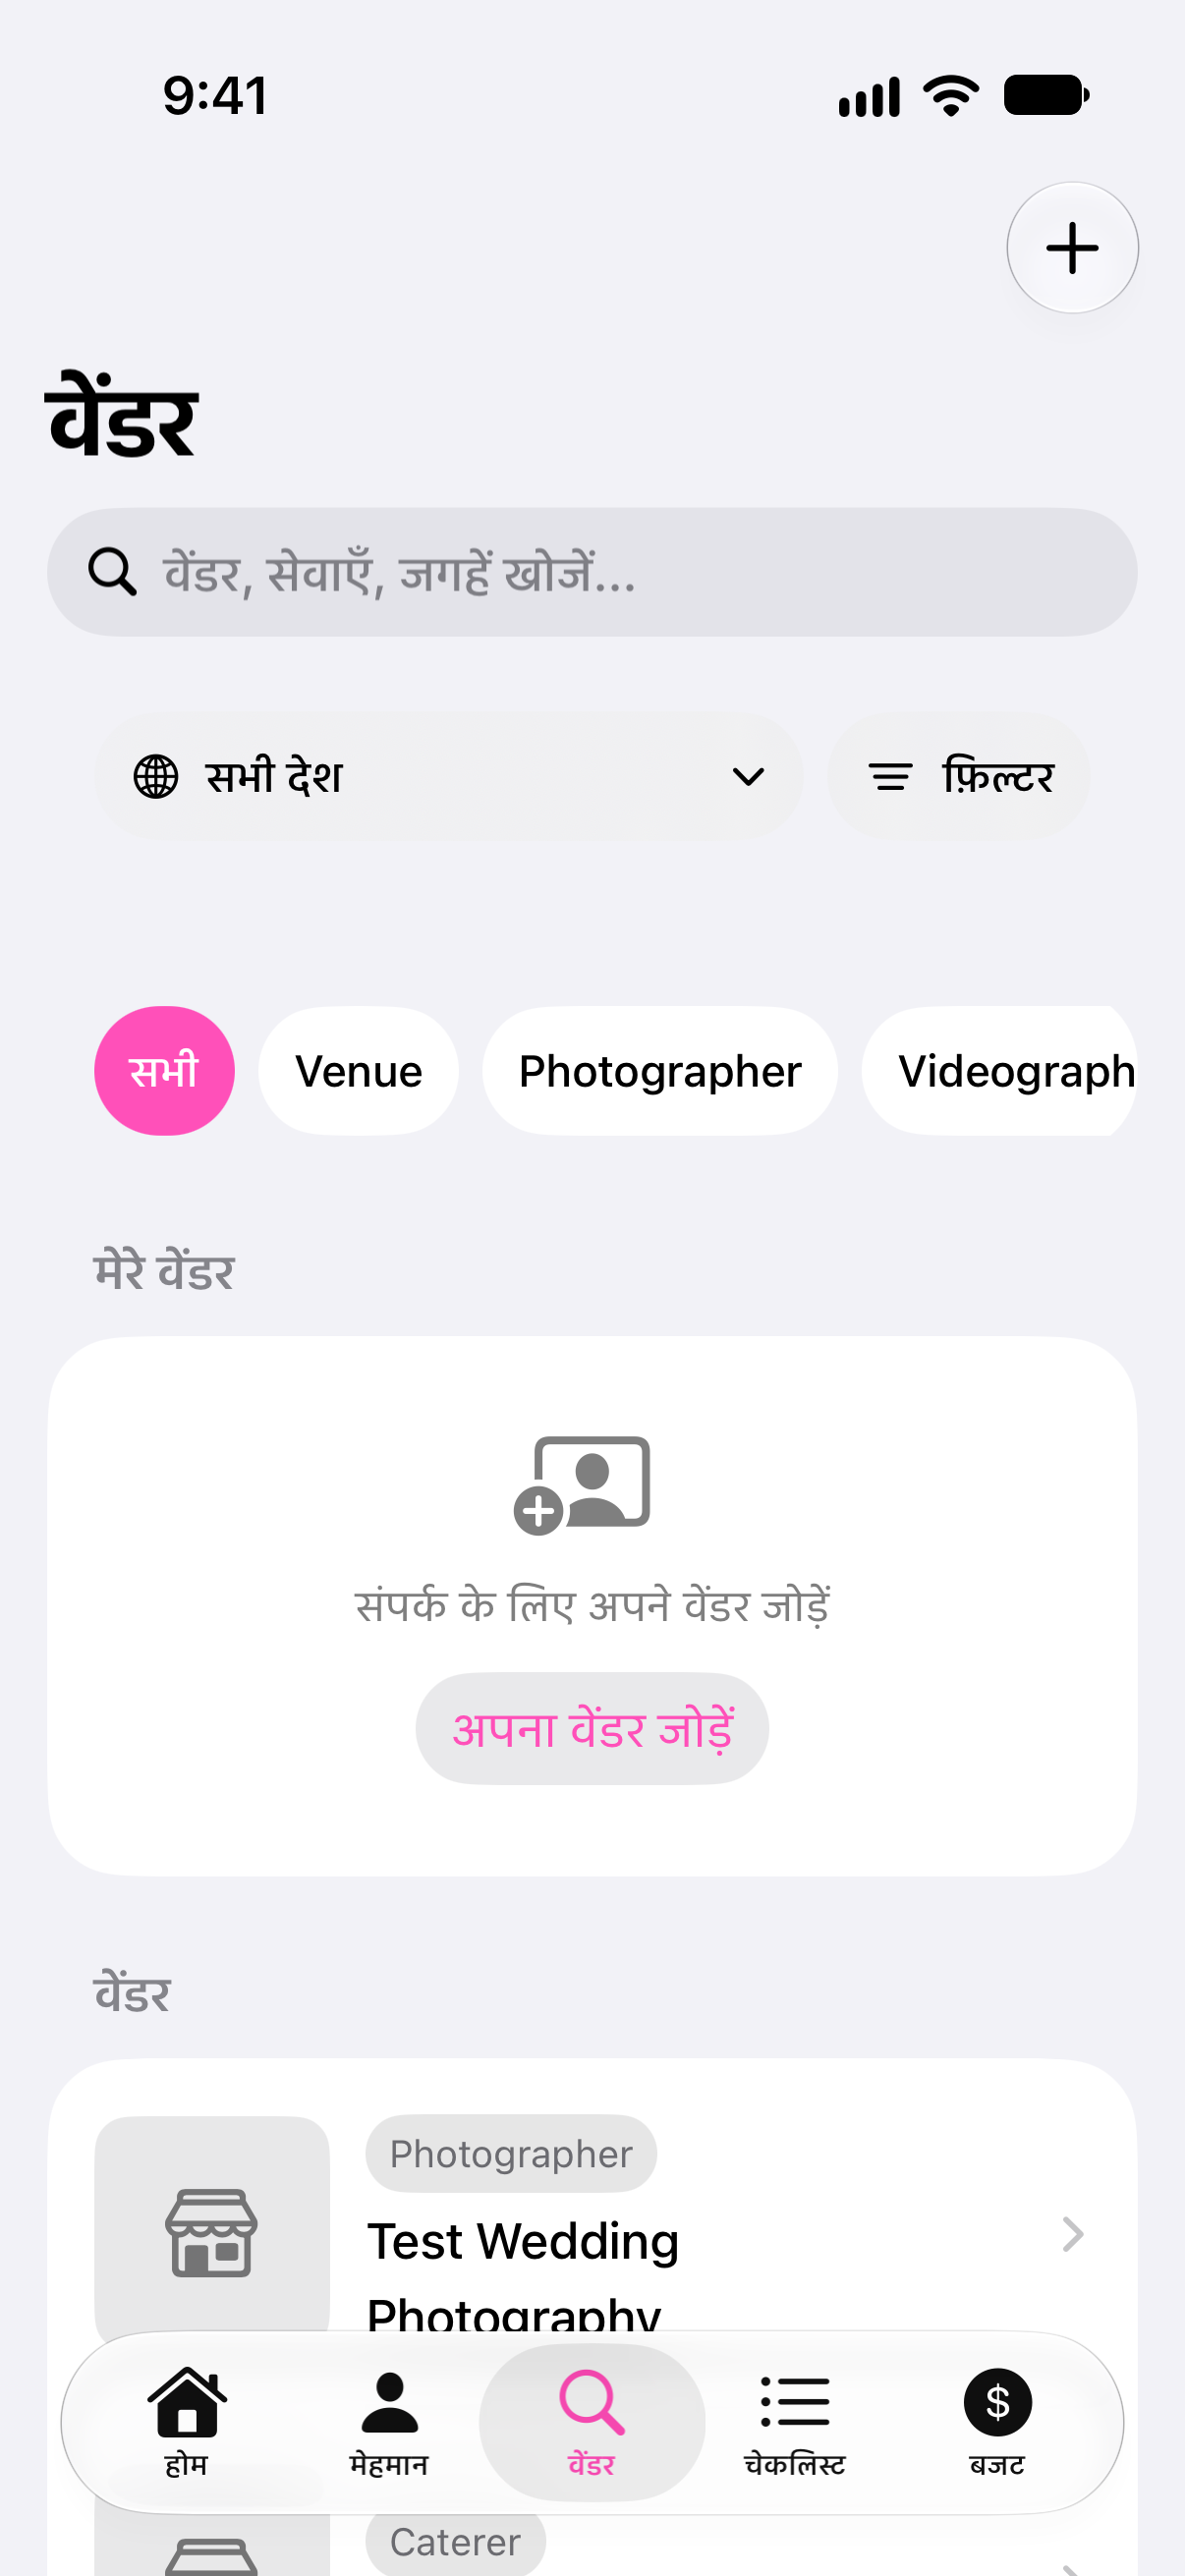 9:41
वेंडर
वेंडर, सेवाएँ, जगहें खोजें...
सभी देश
फ़िल्टर
सभी Venue Photographer Videograph
मेरे वेंडर
संपर्क के लिए अपने वेंडर जोड़ें
अपना वेंडर जोड़ें
वेंडर
Photographer
Test Wedding
Photography
होम मेहमान वेंडर चेकलिस्ट बजट
Caterer